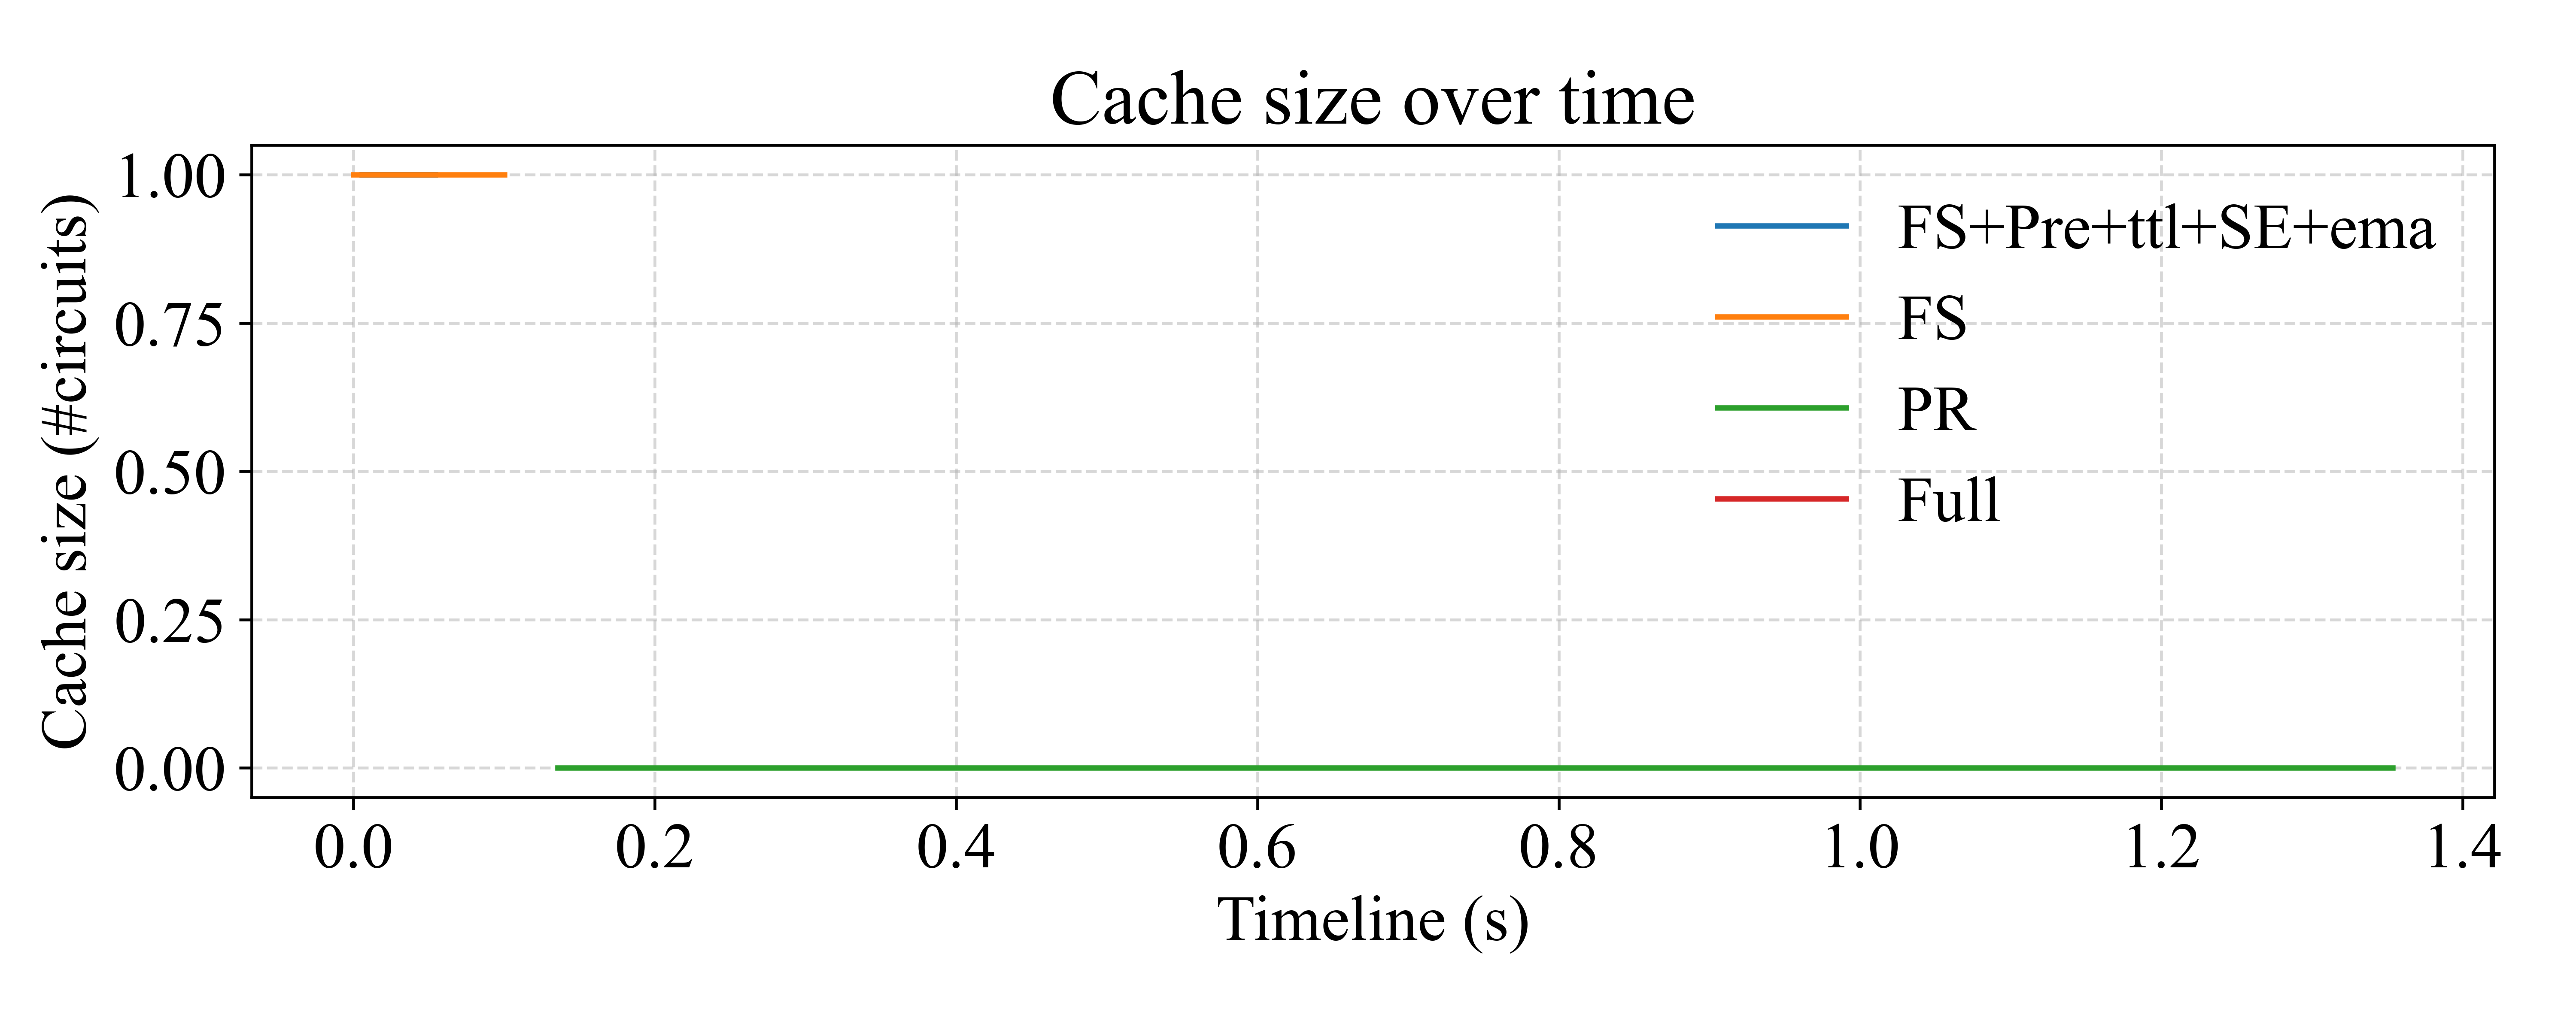 Cache size over time
Cache size (#circuits)
1.00
0.75
0.50
0.25
0.00
FS+Pre+ttl+SE+ema
FS
PR
Full
0.0 0.2 0.4 0.6 0.8 1.0 1.2 1.4
Timeline (s)